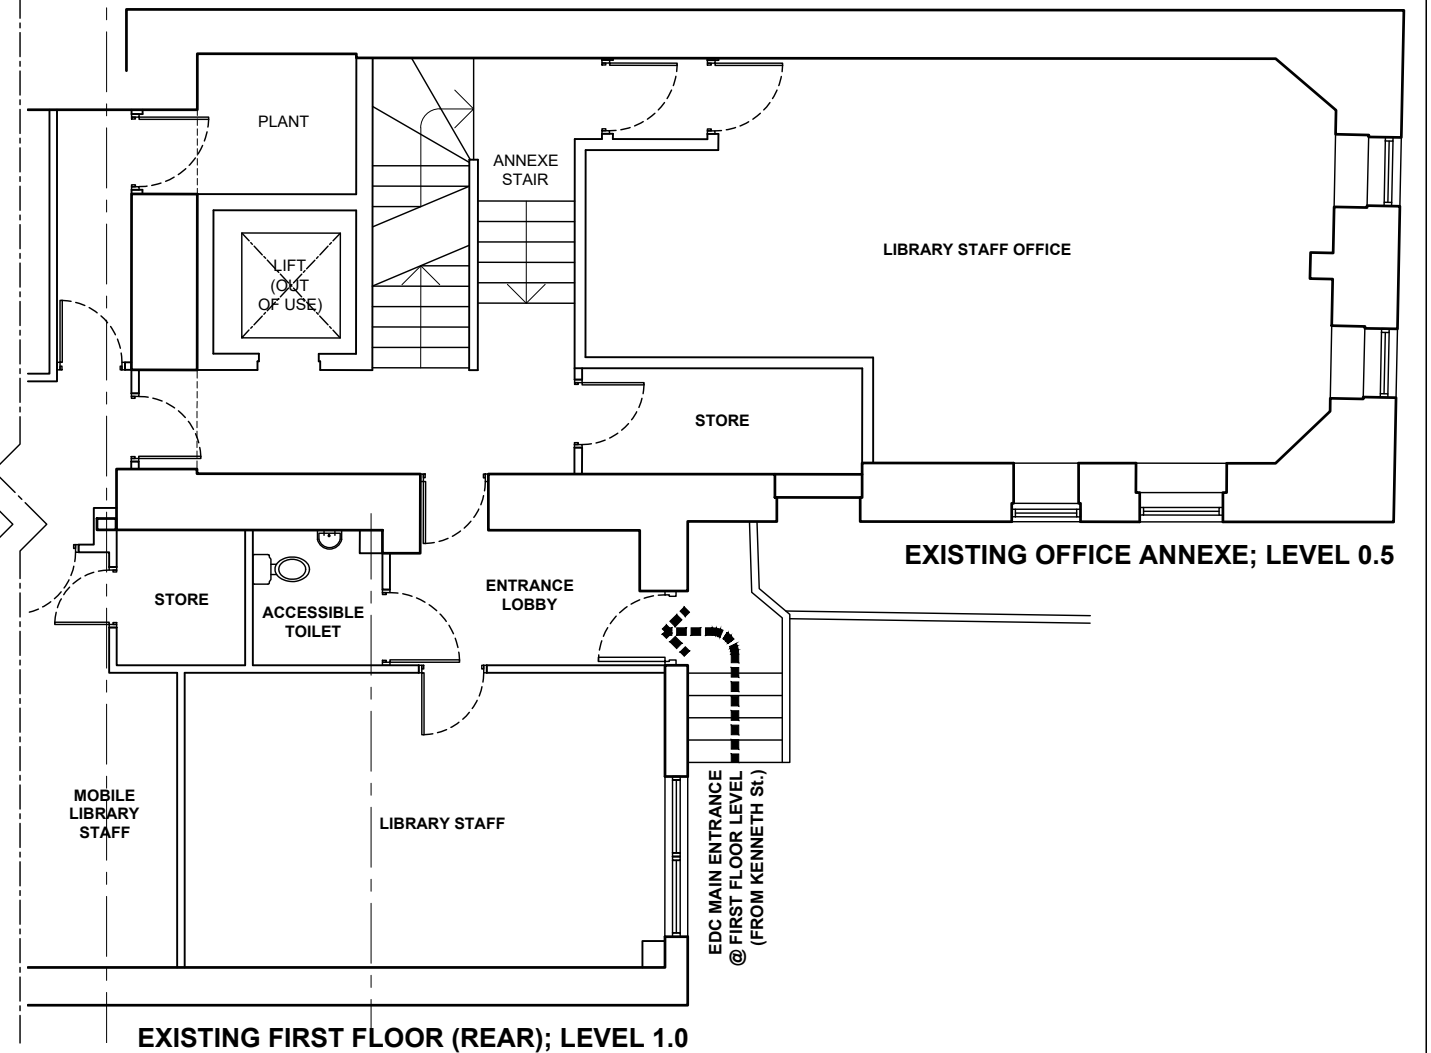 PLANT
ANNEXE
STAIR
LIBRARY STAFF OFFICE
LIFT
(OUT
OF USE)
STORE
EXISTING OFFICE ANNEXE; LEVEL 0.5
STORE
ACCESSIBLE
TOILET
ENTRANCE
LOBBY
MOBILE
LIBRARY
STAFF
LIBRARY STAFF
EDC MAIN ENTRANCE
@ FIRST FLOOR LEVEL
(FROM KENNETH St.)
EXISTING FIRST FLOOR (REAR); LEVEL 1.0